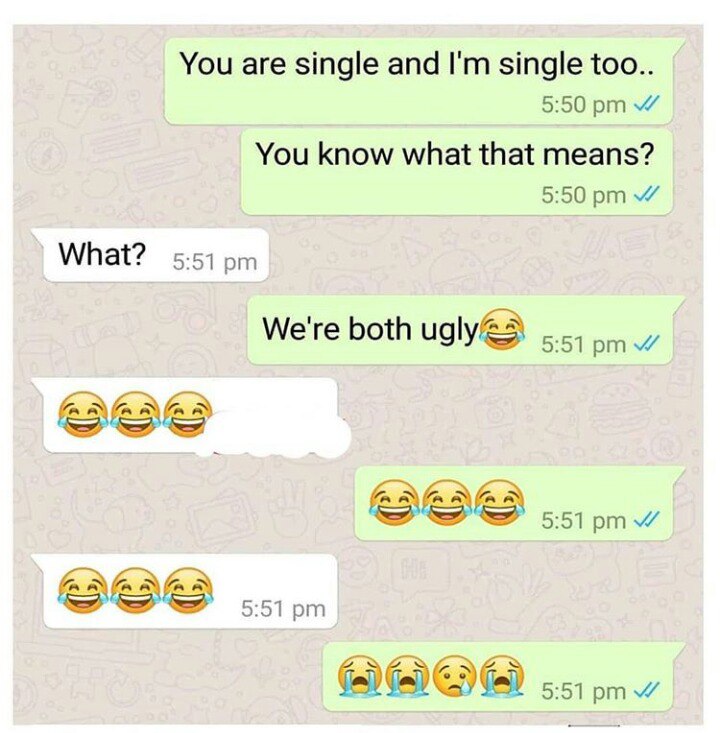 You are single and I'm single too..
5:50 pm
You know what that means?
5:50 pm
What? 5:51 pm
We're both ugly😂 5:51 pm
😂😂😂
😂😂😂 5:51 pm
😂😂😂 5:51 pm
😭😭😢😭 5:51 pm